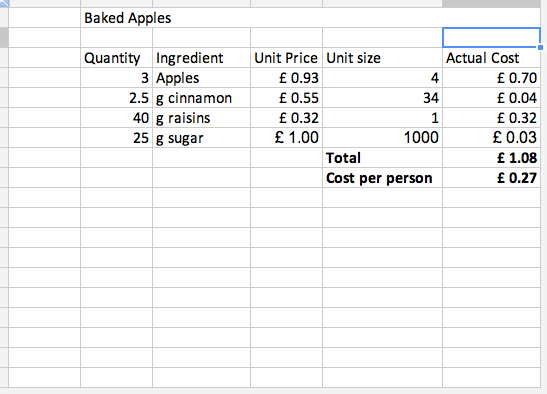 Baked Apples
Quantity Ingredient Unit Price Unit size Actual Cost
3 Apples £ 0.93 4 £ 0.70
2.5 g cinnamon £ 0.55 34 £ 0.04
40 g raisins £ 0.32 1 £ 0.32
25 g sugar £ 1.00 1000 £ 0.03
Total £ 1.08
Cost per person £ 0.27